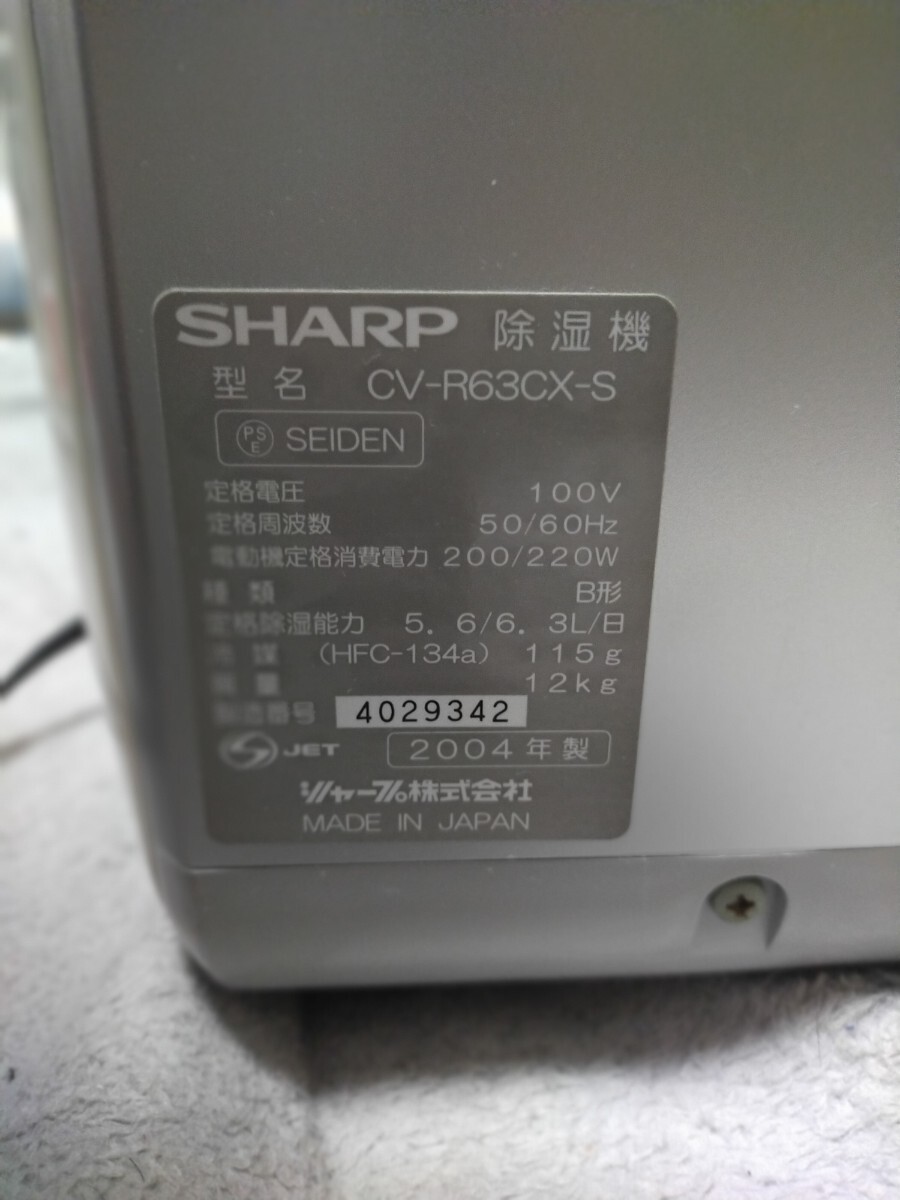 SHARP 除湿機
型名 CV-R63CX-S
PSE SEIDEN
定格電圧 100V
定格周波数 50/60Hz
電動機定格消費電力 200/220W
種類 B形
定格除湿能力 5.6/6.3L/日
冷媒 (HFC-134a) 115g
質量 12kg
製造番号 4029342
JET 2004年製
シャープ株式会社
MADE IN JAPAN